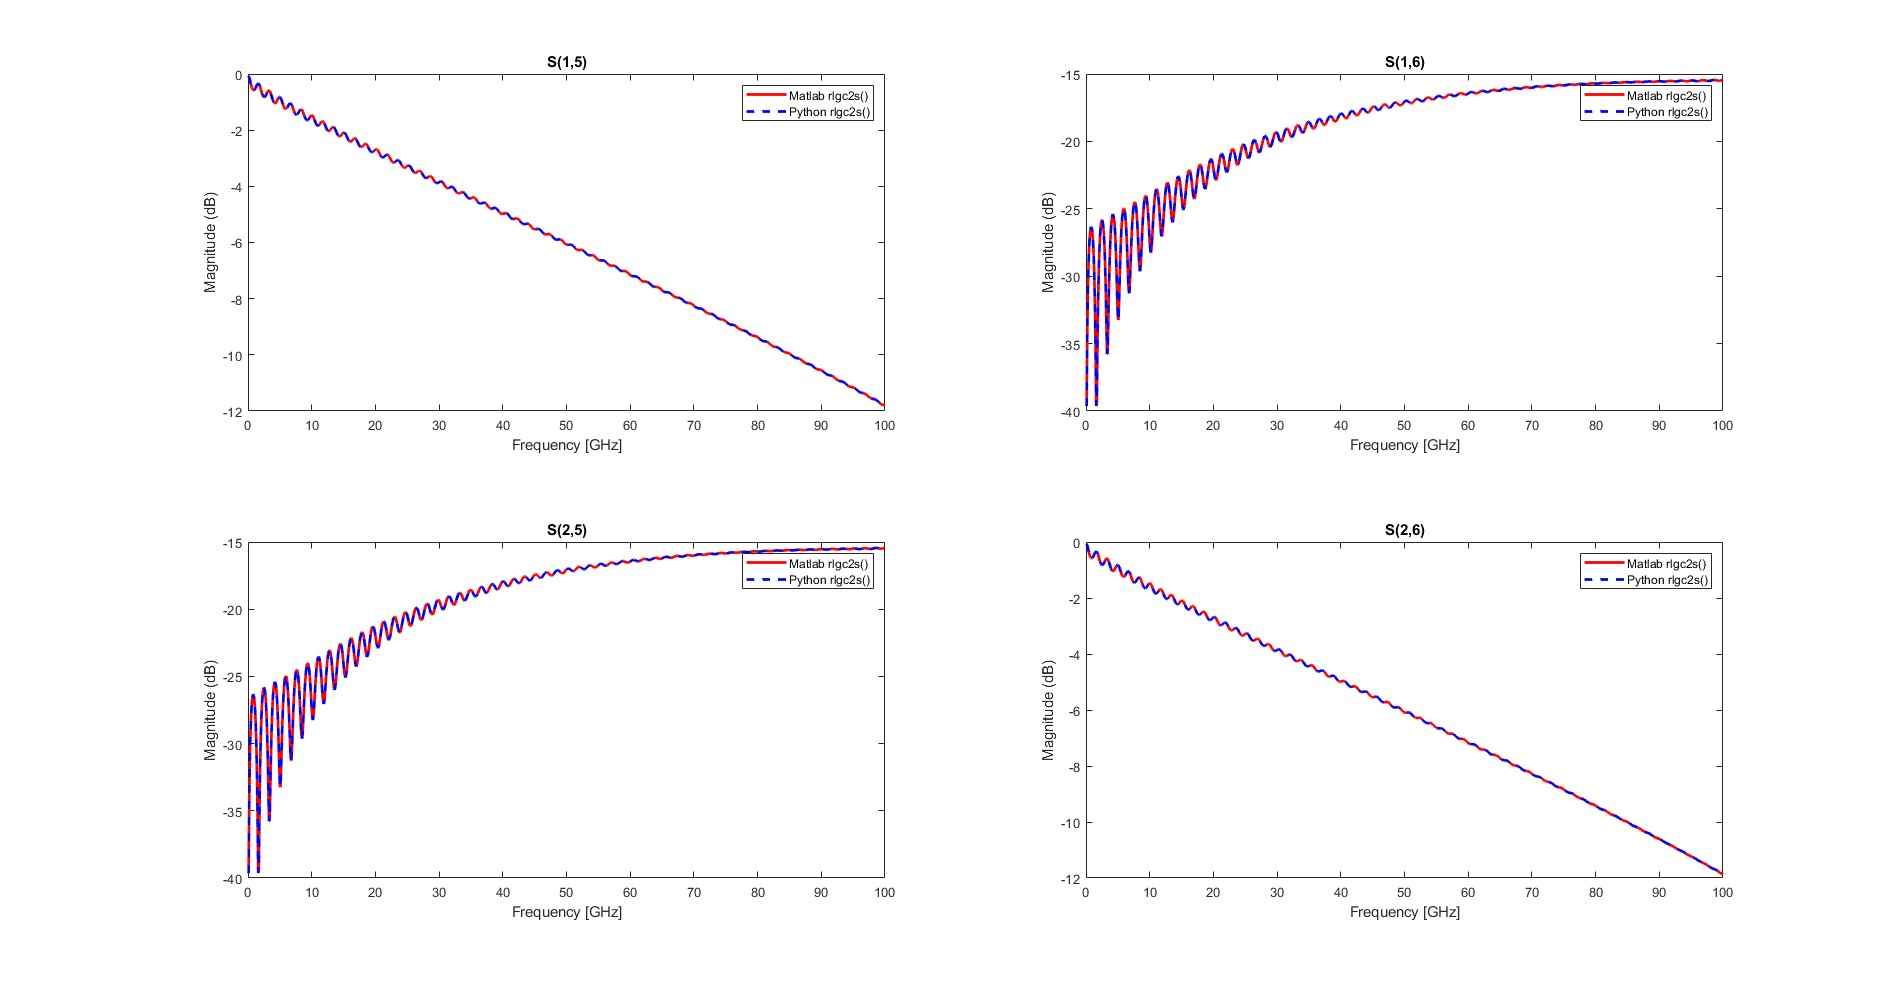 S(1,5)
0
-2
-4
-6
-8
-10
-12
Magnitude (dB)
Matlab rlgc2s()
Python rlgc2s()
0 10 20 30 40 50 60 70 80 90 100
Frequency [GHz]
S(1,6)
-15
-20
-25
-30
-35
-40
Magnitude (dB)
Matlab rlgc2s()
Python rlgc2s()
0 10 20 30 40 50 60 70 80 90 100
Frequency [GHz]
S(2,5)
-15
-20
-25
-30
-35
-40
Magnitude (dB)
Matlab rlgc2s()
Python rlgc2s()
0 10 20 30 40 50 60 70 80 90 100
Frequency [GHz]
S(2,6)
0
-2
-4
-6
-8
-10
-12
Magnitude (dB)
Matlab rlgc2s()
Python rlgc2s()
0 10 20 30 40 50 60 70 80 90 100
Frequency [GHz]